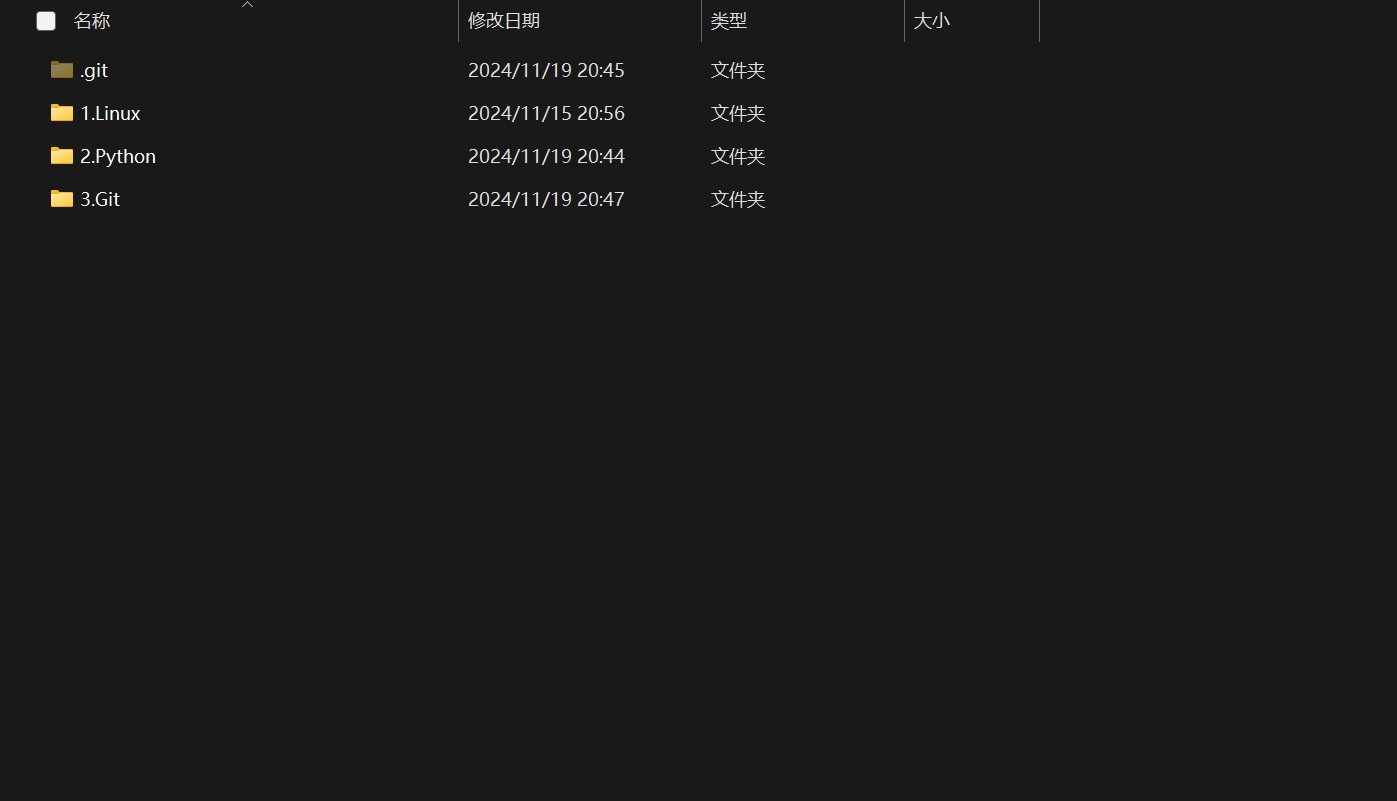 名称 修改日期 类型 大小
.git 2024/11/19 20:45 文件夹
1.Linux 2024/11/15 20:56 文件夹
2.Python 2024/11/19 20:44 文件夹
3.Git 2024/11/19 20:47 文件夹